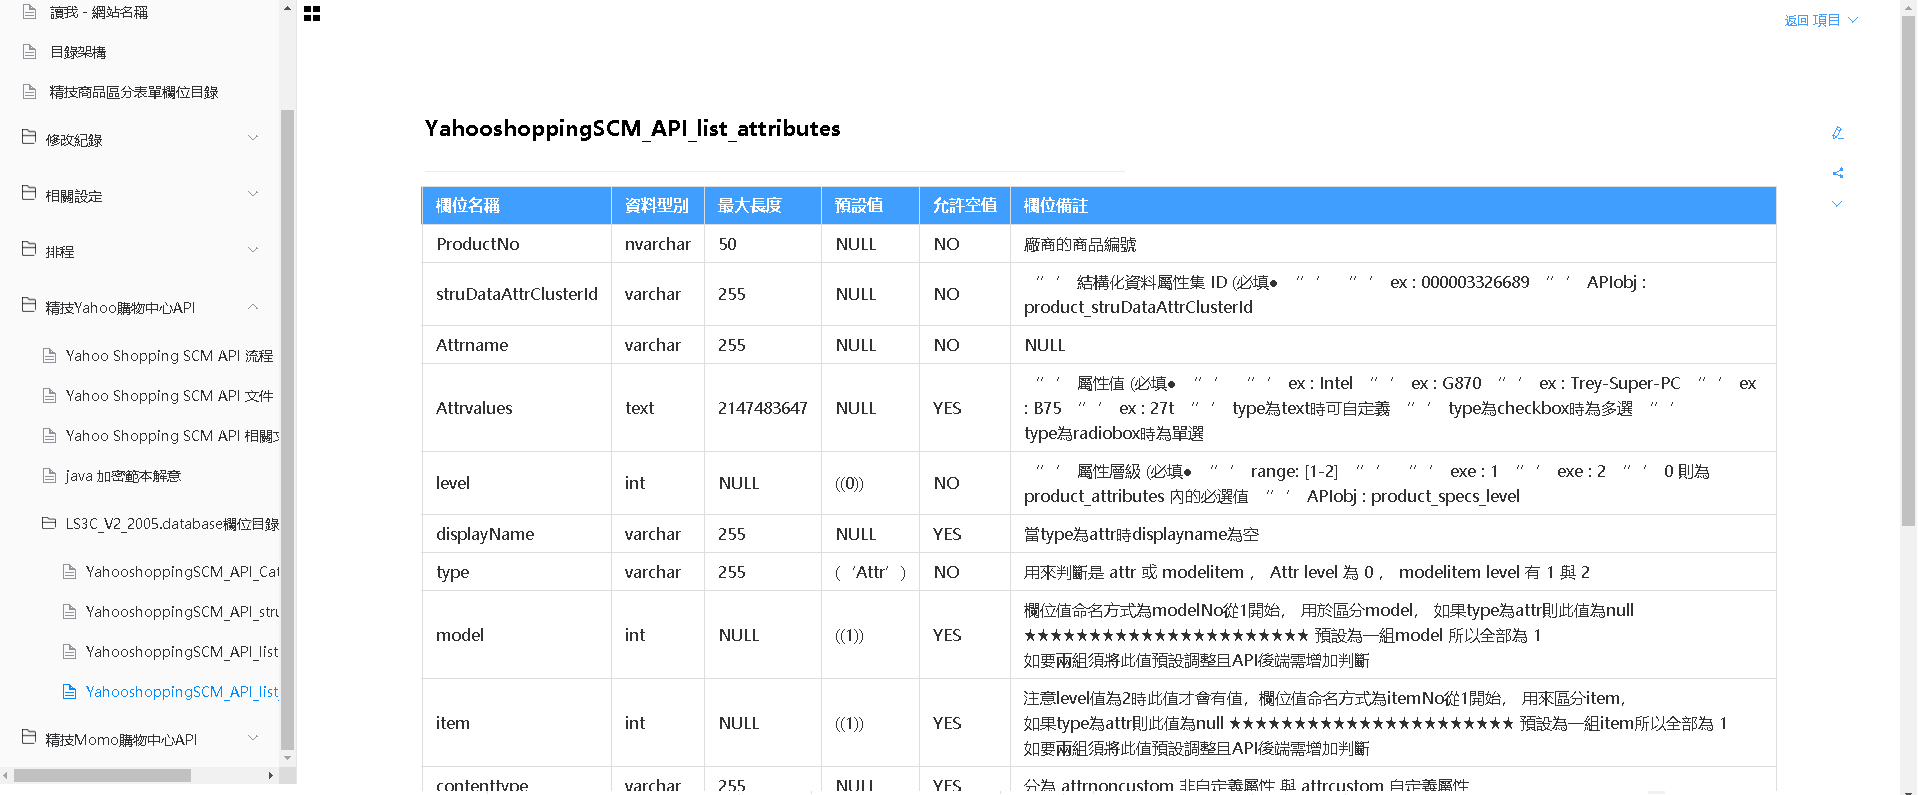 讀我 - 網站名稱
目錄架構
精技商品區分表單欄位目錄
修改紀錄
相關設定
排程
精技Yahoo購物中心API
Yahoo Shopping SCM API 流程
Yahoo Shopping SCM API 文件
Yahoo Shopping SCM API 相關
java 加密範本解意
LS3C_V2_2005.database欄位目錄
YahooshoppingSCM_API_Cat
YahooshoppingSCM_API_stru
YahooshoppingSCM_API_list
YahooshoppingSCM_API_list_
精技Momo購物中心API
返回 項目
YahooshoppingSCM_API_list_attributes
欄位名稱 資料型別 最大長度 預設值 允許空值 欄位備註
ProductNo nvarchar 50 NULL NO 廠商的商品編號
struDataAttrClusterId varchar 255 NULL NO ” ’ 結構化資料屬性集 ID (必填● ” ’ ” ’ ex : 000003326689 ” ’ APIobj :
product_struDataAttrClusterId
Attrname varchar 255 NULL NO NULL
Attrvalues text 2147483647 NULL YES ” ’ 屬性值 (必填● ” ’ ” ’ ex : Intel ” ’ ex : G870 ” ’ ex : Trey-Super-PC ” ’ ex
: B75 ” ’ ex : 27t ” ’ type為text時可自定義 ” ’ type為checkbox時為多選 ” ’
type為radiobox時為單選
level int NULL ((0)) NO ” ’ 屬性層級 (必填● ” ’ range: [1-2] ” ’ ” ’ exe : 1 ” ’ exe : 2 ” ’ 0 則為
product_attributes 內的必選值 ” ’ APIobj : product_specs_level
displayName varchar 255 NULL YES 當type為attr時displayname為空
type varchar 255 (‘Attr’) NO 用來判斷是 attr 或 modelitem , Attr level 為 0 , modelitem level 有 1 與 2
model int NULL ((1)) YES 欄位值命名方式為modelNo從1開始, 用於區分model, 如果type為attr則此值為null
★★★★★★★★★★★★★★★★★★★★★★ 預設為一組model 所以全部為 1
如要兩組須將此值預設調整且API後端需增加判斷
item int NULL ((1)) YES 注意level值為2時此值才會有值, 欄位值命名方式為itemNo從1開始, 用來區分item,
如果type為attr則此值為null ★★★★★★★★★★★★★★★★★★★★★★ 預設為一組item所以全部為 1
如要兩組須將此值預設調整且API後端需增加判斷
contenttype varchar 255 NULL YES 分為 attrnoncustom 非自定義屬性 與 attrcustom 自定義屬性